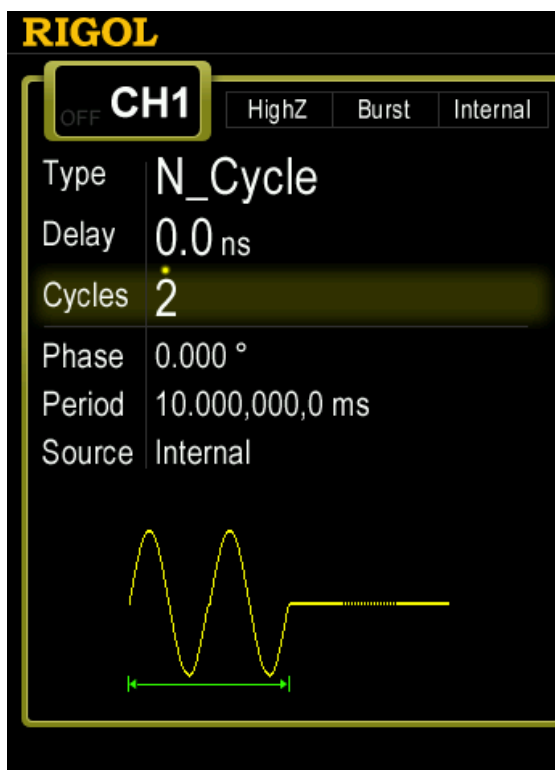 RIGOL
OFF CH1 HighZ Burst Internal
Type N_Cycle
Delay 0.0 ns
Cycles 2
Phase 0.000 °
Period 10.000,000,0 ms
Source Internal